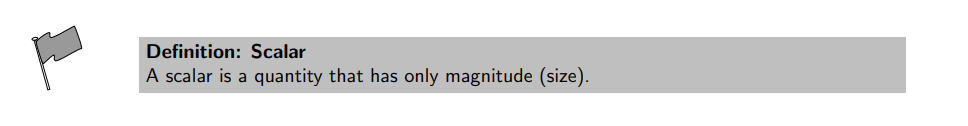 Definition: Scalar
A scalar is a quantity that has only magnitude (size).